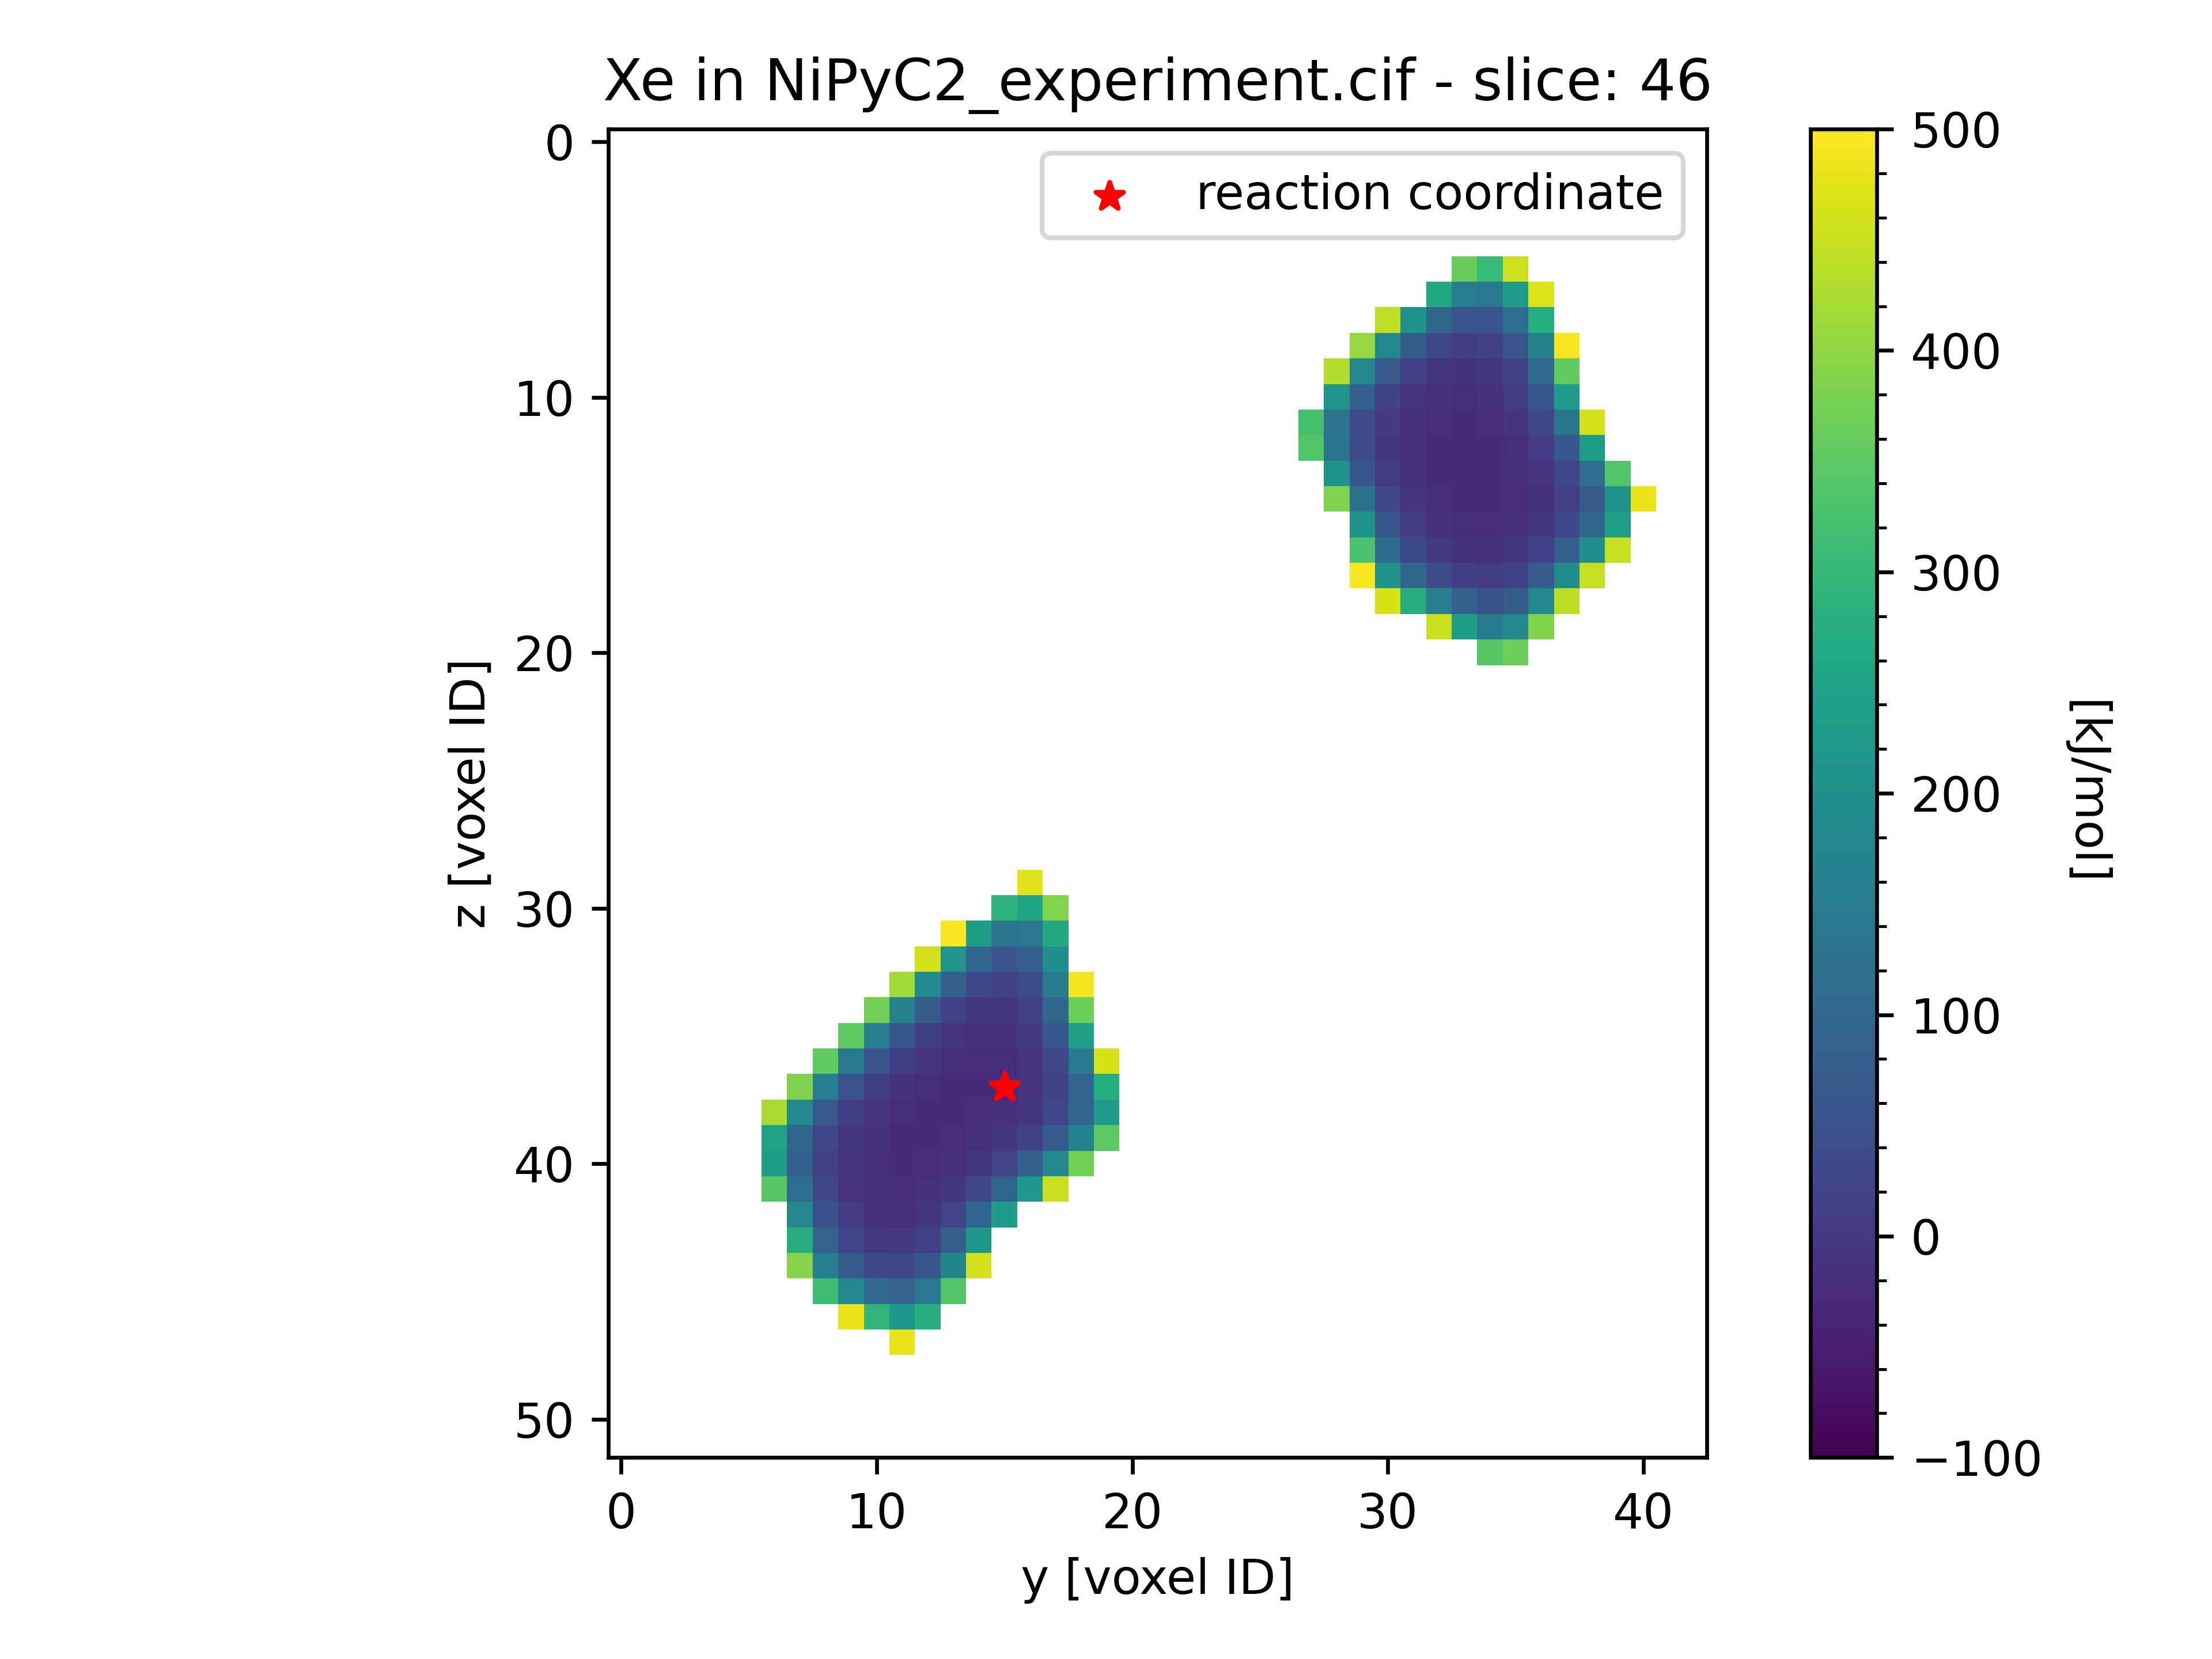 Xe in NiPyC2_experiment.cif - slice: 46
reaction coordinate
z [voxel ID]
0
10
20
30
40
50
0 10 20 30 40
y [voxel ID]
500
400
300
200
100
0
−100
[kJ/mol]